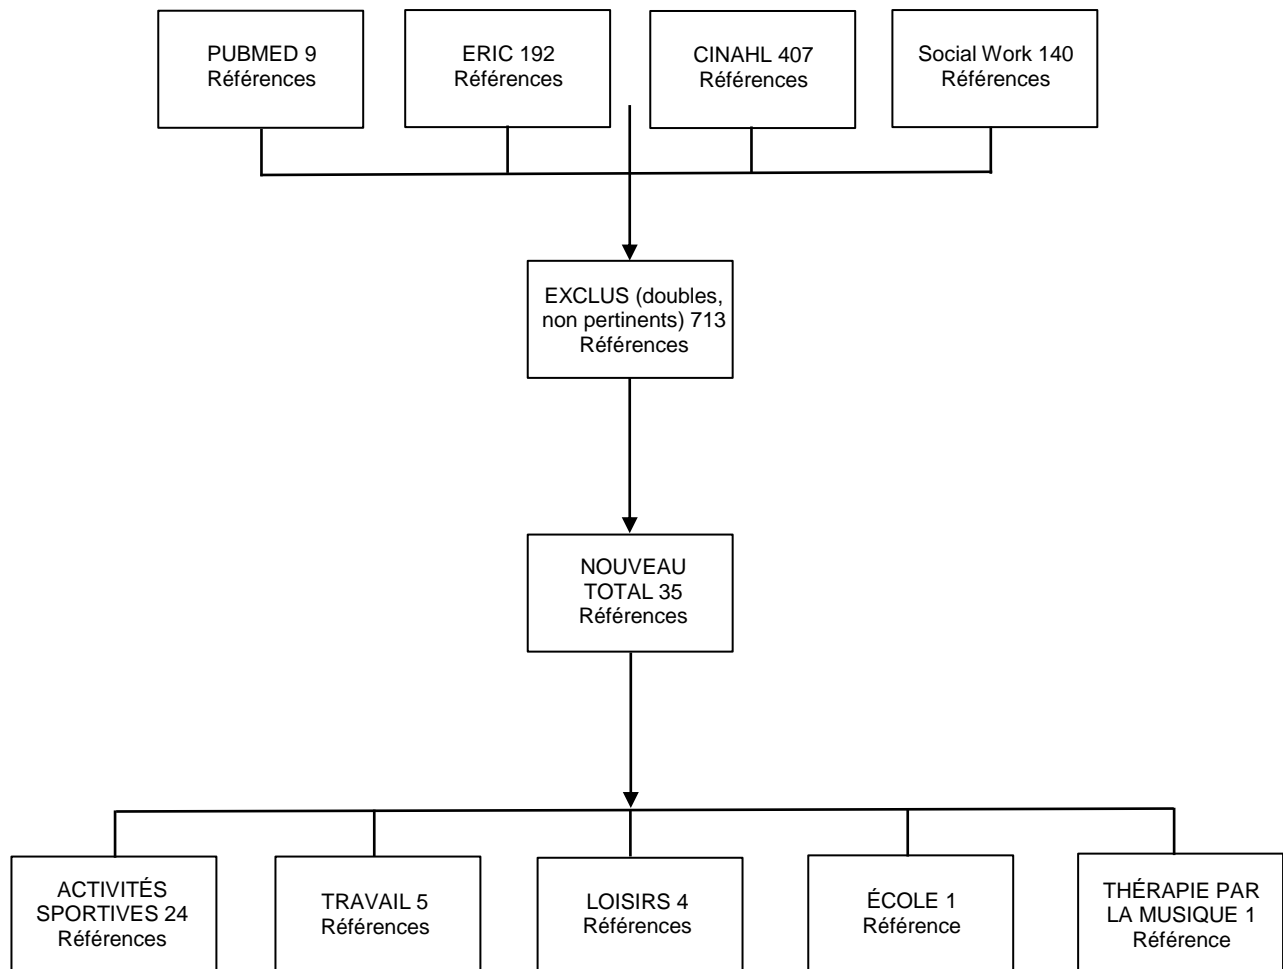 PUBMED 9
Références
ERIC 192
Références
CINAHL 407
Références
Social Work 140
Références
EXCLUS (doubles,
non pertinents) 713
Références
NOUVEAU
TOTAL 35
Références
ACTIVITÉS
SPORTIVES 24
Références
TRAVAIL 5
Références
LOISIRS 4
Références
ÉCOLE 1
Référence
THÉRAPIE PAR
LA MUSIQUE 1
Référence